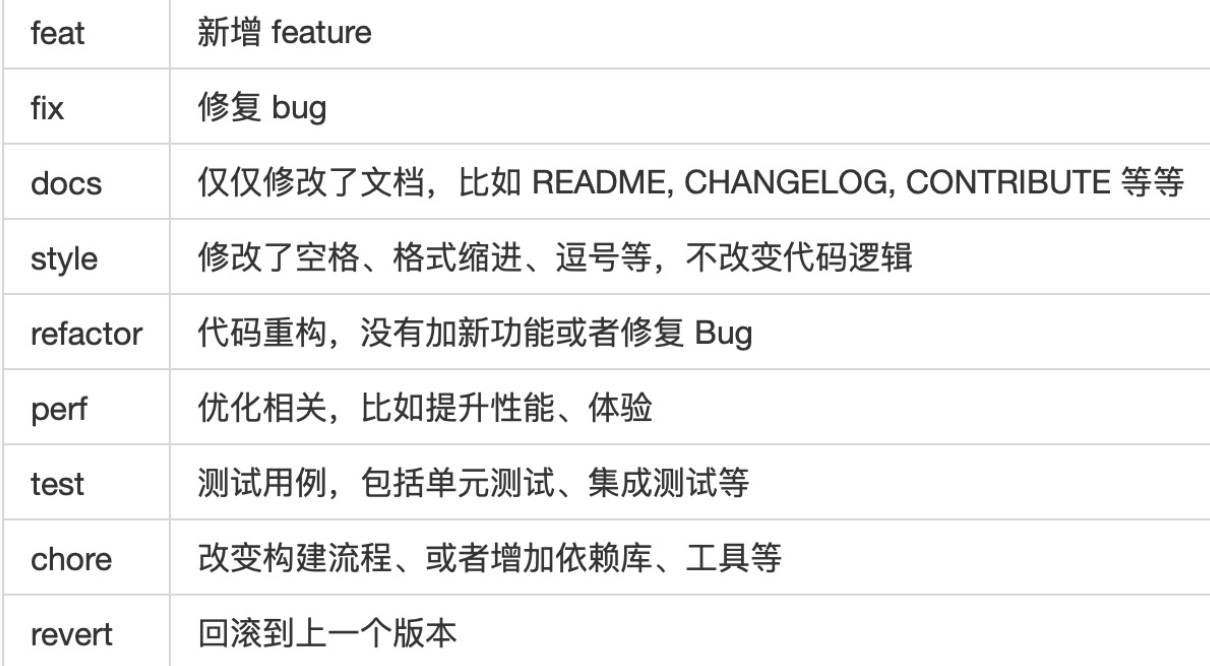 feat 新增 feature
fix 修复 bug
docs 仅仅修改了文档，比如 README, CHANGELOG, CONTRIBUTE 等等
style 修改了空格、格式缩进、逗号等，不改变代码逻辑
refactor 代码重构，没有加新功能或者修复 Bug
perf 优化相关，比如提升性能、体验
test 测试用例，包括单元测试、集成测试等
chore 改变构建流程、或者增加依赖库、工具等
revert 回滚到上一个版本